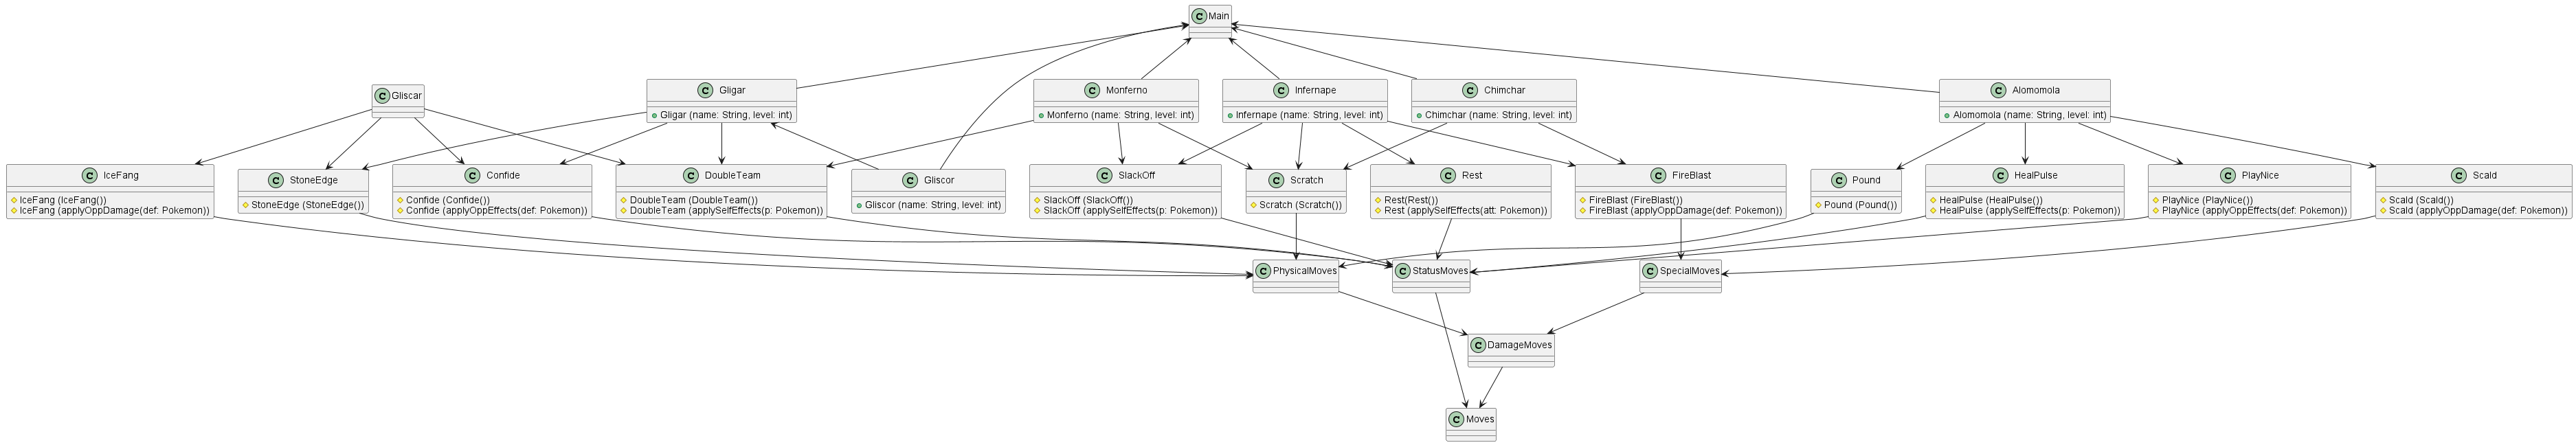 C Main
C Gliscar
C Gligar
Gligar (name: String, level: int)
C Monferno
Monferno (name: String, level: int)
C Infernape
Infernape (name: String, level: int)
C Chimchar
Chimchar (name: String, level: int)
C Alomomola
Alomomola (name: String, level: int)
C IceFang
IceFang (IceFang())
IceFang (applyOppDamage(def: Pokemon))
C StoneEdge
StoneEdge (StoneEdge())
C Confide
Confide (Confide())
Confide (applyOppEffects(def: Pokemon))
C DoubleTeam
DoubleTeam (DoubleTeam())
DoubleTeam (applySelfEffects(p: Pokemon))
C Gliscor
Gliscor (name: String, level: int)
C SlackOff
SlackOff (SlackOff())
SlackOff (applySelfEffects(p: Pokemon))
C Scratch
Scratch (Scratch())
C Rest
Rest(Rest())
Rest (applySelfEffects(att: Pokemon))
C FireBlast
FireBlast (FireBlast())
FireBlast (applyOppDamage(def: Pokemon))
C Pound
Pound (Pound())
C HealPulse
HealPulse (HealPulse())
HealPulse (applySelfEffects(p: Pokemon))
C PlayNice
PlayNice (PlayNice())
PlayNice (applyOppEffects(def: Pokemon))
C Scald
Scald (Scald())
Scald (applyOppDamage(def: Pokemon))
C PhysicalMoves
C StatusMoves
C SpecialMoves
C DamageMoves
C Moves